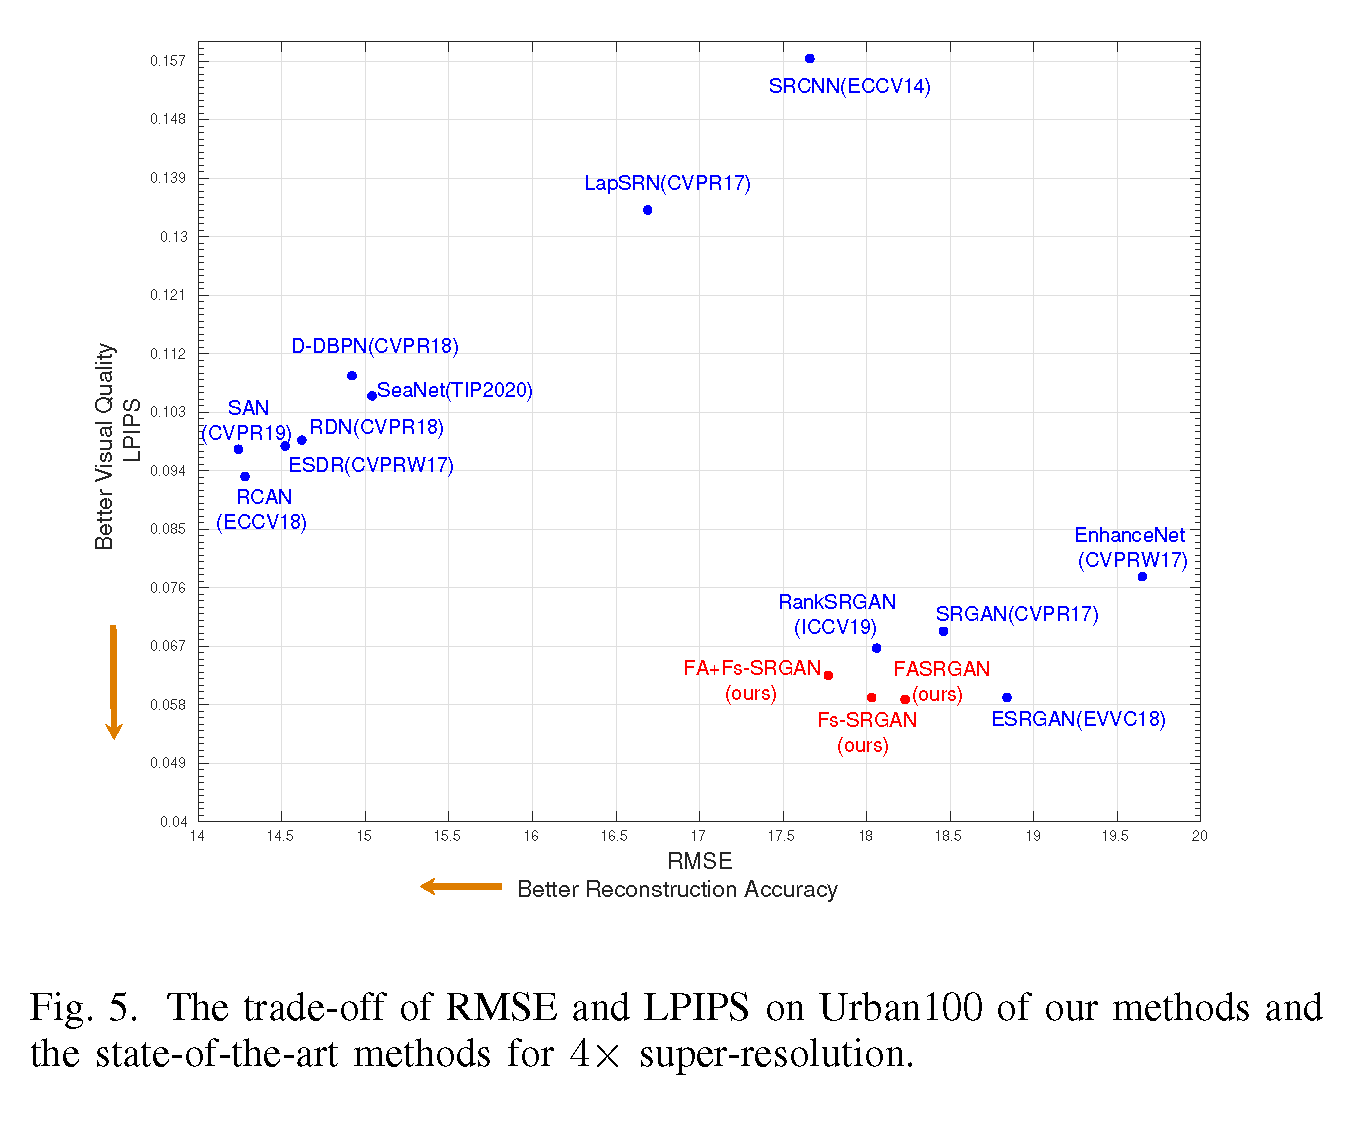 0.157
SRCNN(ECCV14)
0.148
0.139
LapSRN(CVPR17)
0.13
0.121
0.112
D-DBPN(CVPR18)
SeaNet(TIP2020)
0.103
SAN
(CVPR19)
RDN(CVPR18)
ESDR(CVPRW17)
0.094
RCAN
(ECCV18)
0.085
EnhanceNet
(CVPRW17)
0.076
RankSRGAN
(ICCV19)
SRGAN(CVPR17)
0.067
FA+Fs-SRGAN
(ours)
FASRGAN
(ours)
0.058
Fs-SRGAN
(ours)
ESRGAN(EVVC18)
0.049
0.04
Better Visual Quality
LPIPS
14 14.5 15 15.5 16 16.5 17 17.5 18 18.5 19 19.5 20
RMSE
Better Reconstruction Accuracy
Fig. 5. The trade-off of RMSE and LPIPS on Urban100 of our methods and
the state-of-the-art methods for 4× super-resolution.